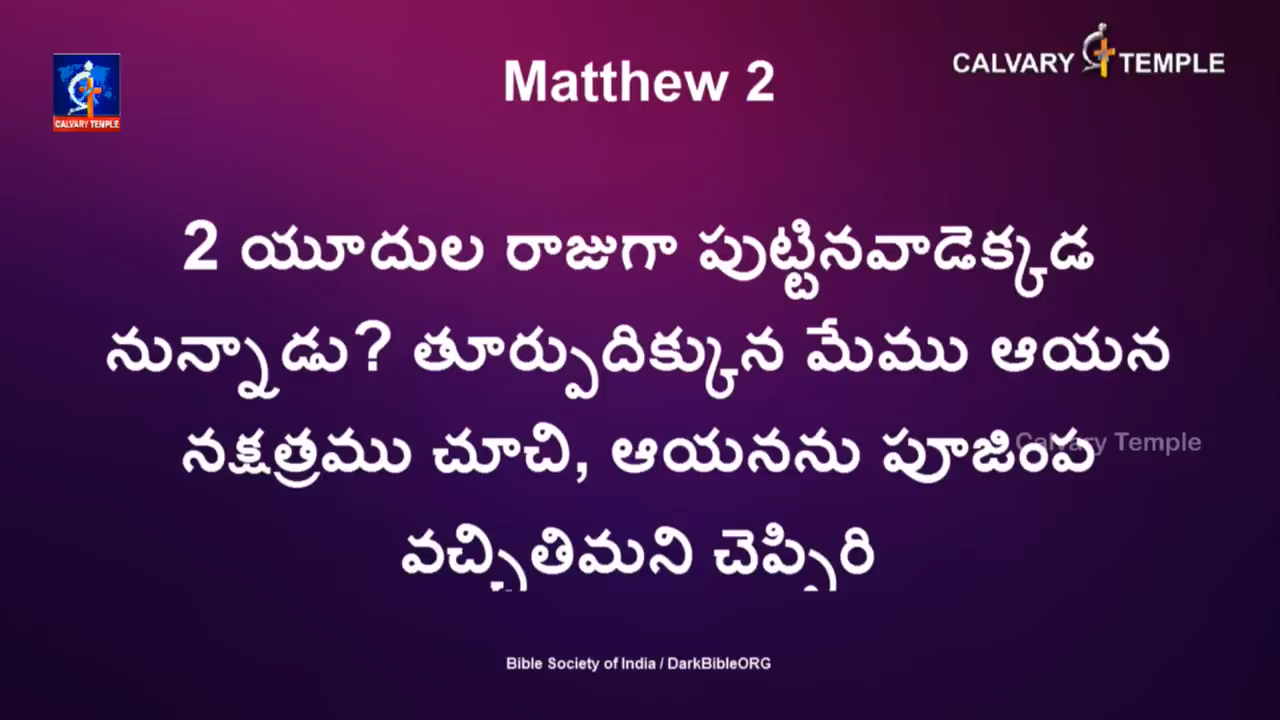 Matthew 2
CALVARY TEMPLE
CALVARY TEMPLE
2 యూదుల రాజుగా పుట్టినవాడెక్కడ
నున్నాడు? తూర్పుదిక్కున మేము ఆయన
నక్షత్రము చూచి, ఆయనను పూజింప
Calvary Temple
వచ్చితిమని చెప్పిరి
Bible Society of India / DarkBibleORG